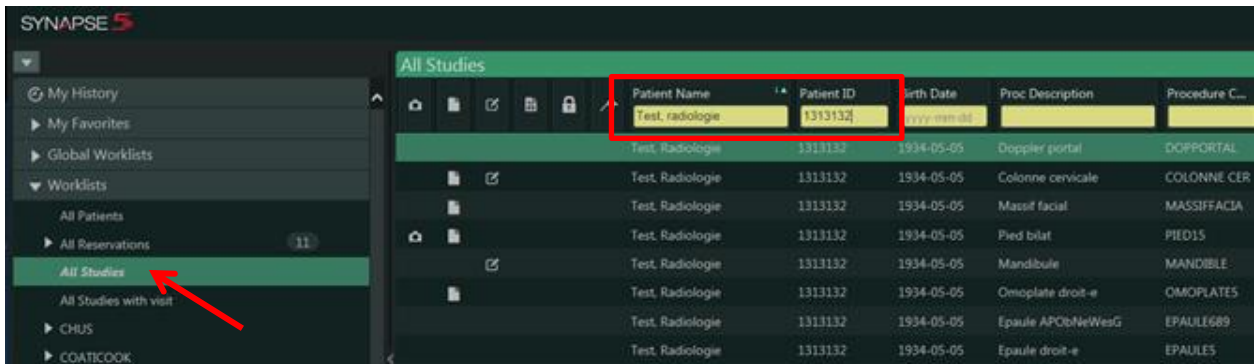 SYNAPSE 5
My History
My Favorites
Global Worklists
Worklists
All Patients
All Reservations 11
All Studies
All Studies with visit
CHUS
COATICOOK
All Studies
Patient Name Patient ID Birth Date Proc Description Procedure C...
Test, radiologie 1313132 yyyy-mm-dd
Test, Radiologie 1313132 1934-05-05 Doppler portal DOPPORTAL
Test, Radiologie 1313132 1934-05-05 Colonne cervicale COLONNE CER
Test, Radiologie 1313132 1934-05-05 Massif facial MASSIFFACIA
Test, Radiologie 1313132 1934-05-05 Pied bilat PIED15
Test, Radiologie 1313132 1934-05-05 Mandibule MANDIBLE
Test, Radiologie 1313132 1934-05-05 Omoplate droit-e OMOPLATES
Test, Radiologie 1313132 1934-05-05 Epaule APObNeWesG EPAULE689
Test, Radiologie 1313132 1934-05-05 Epaule droit-e EPAULES